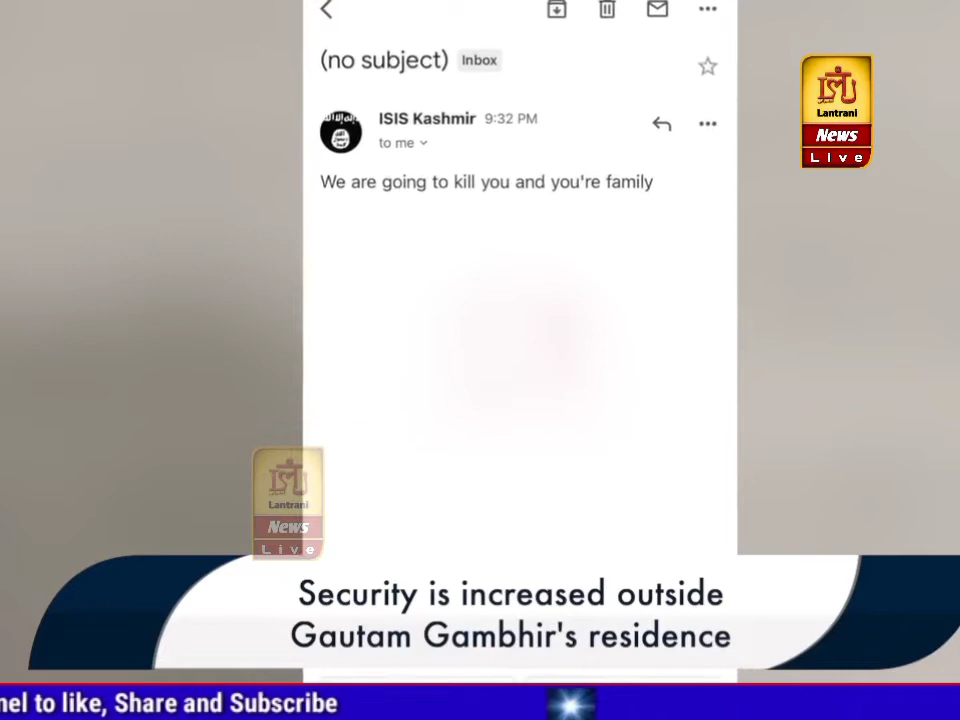 (no subject) Inbox
ISIS Kashmir 9:32 PM
to me
We are going to kill you and you're family
Lantrani
News
Live
Lantrani
News
Live
Security is increased outside
Gautam Gambhir's residence
nel to like, Share and Subscribe